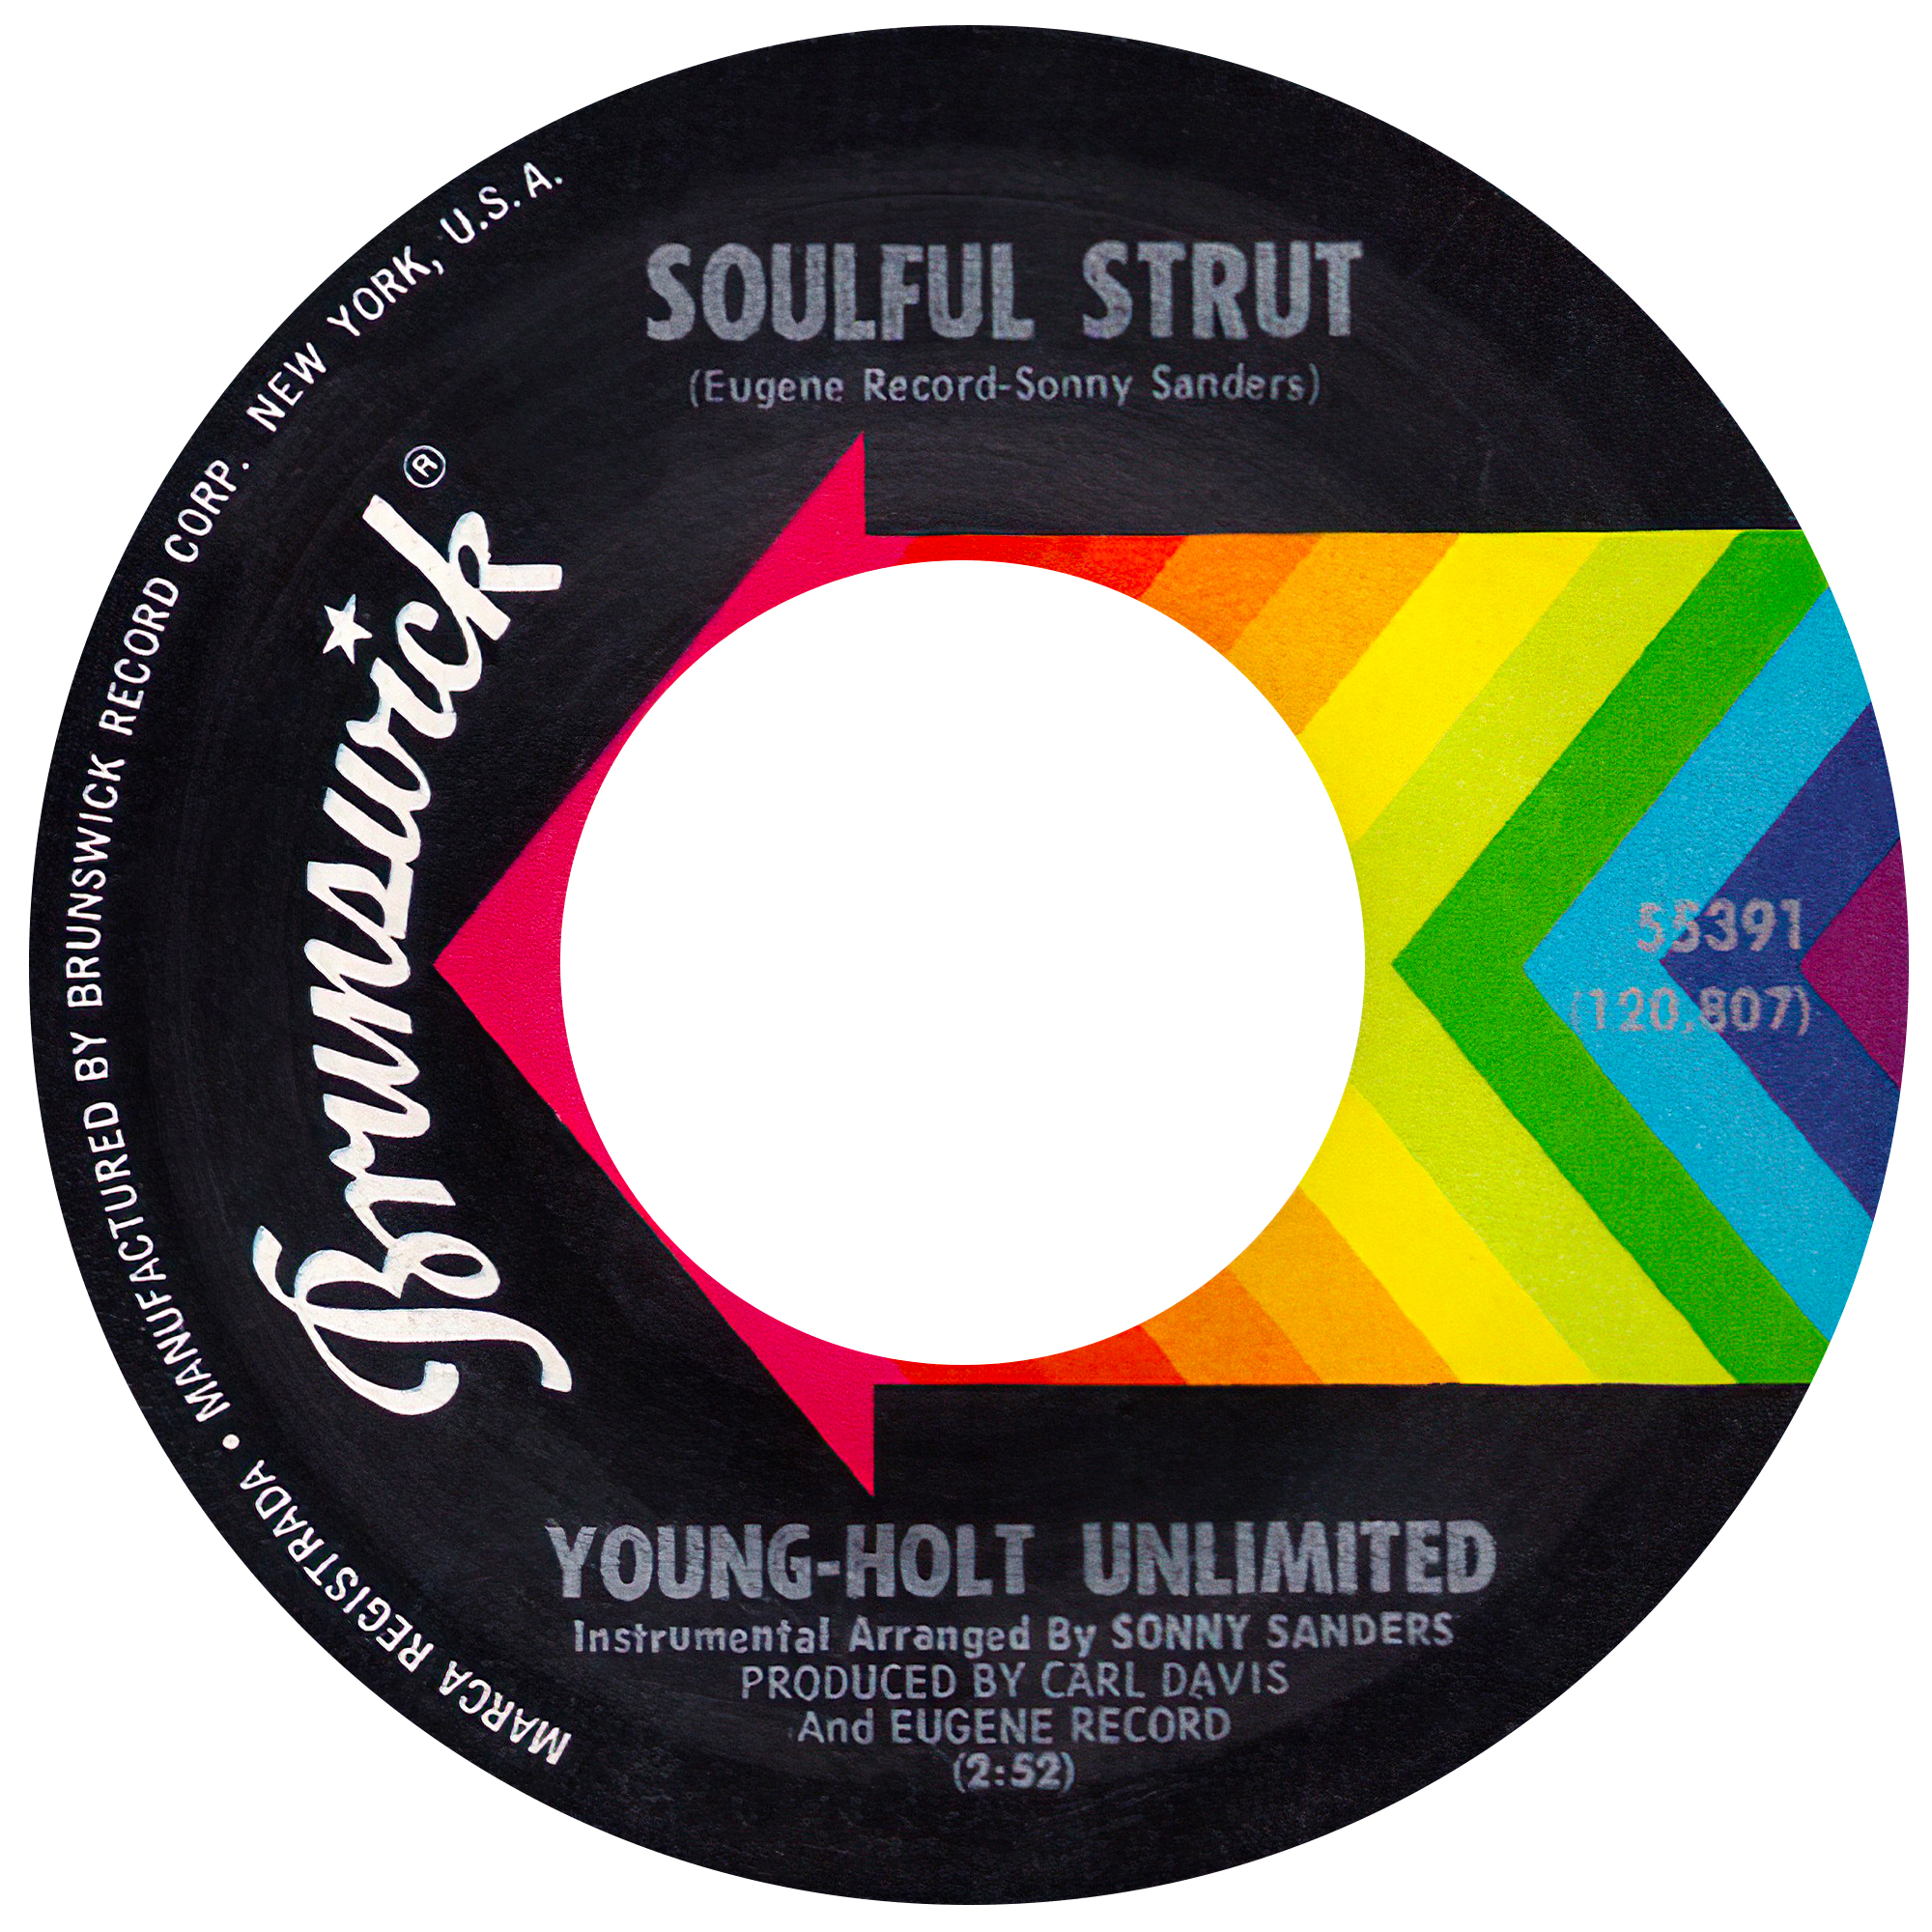 SOULFUL STRUT
(Eugene Record-Sonny Sanders)
Brunswick ®
MARCA REGISTRADA • MANUFACTURED BY BRUNSWICK RECORD CORP. NEW YORK, U.S.A.
55391
(120,807)
YOUNG-HOLT UNLIMITED
Instrumental Arranged By SONNY SANDERS
PRODUCED BY CARL DAVIS
And EUGENE RECORD
(2:52)